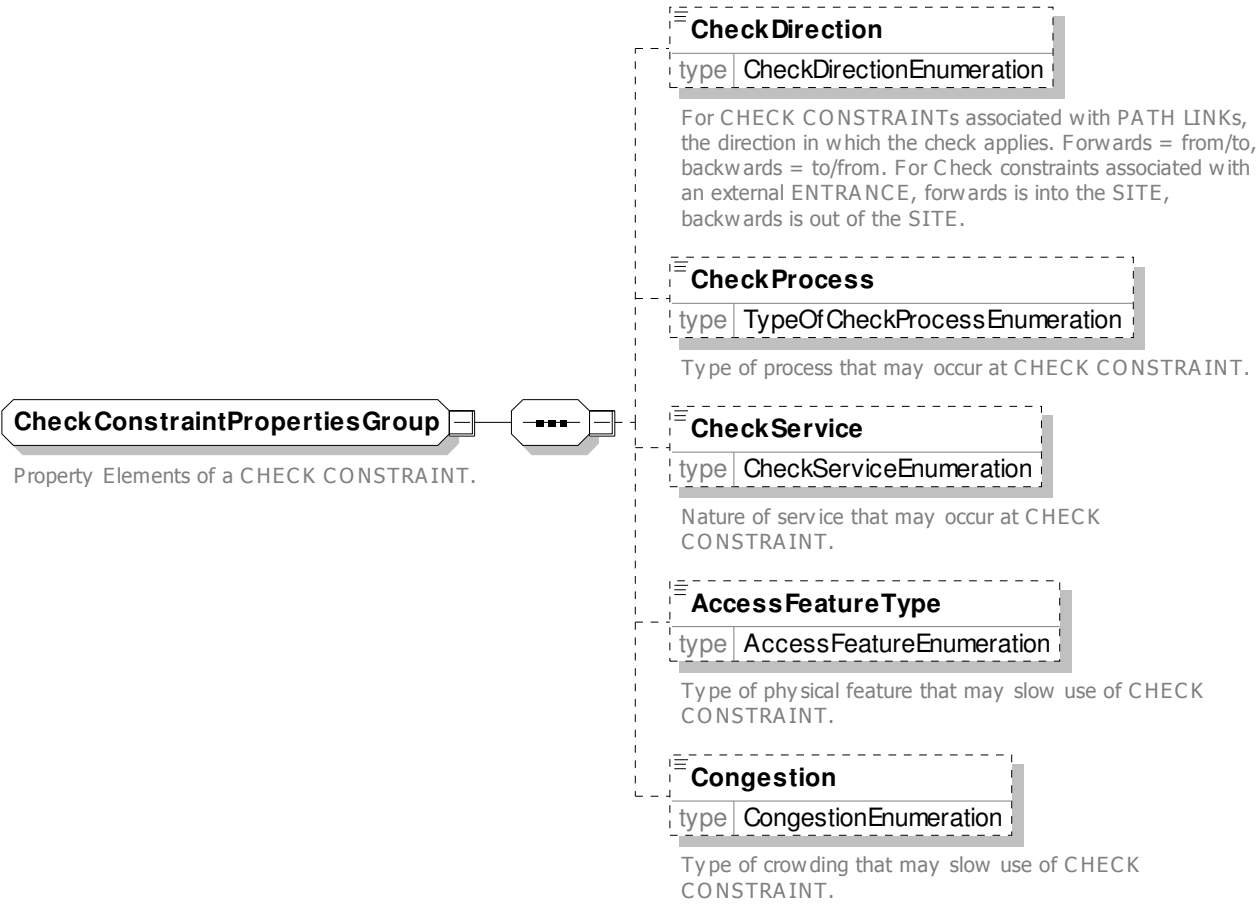 CheckDirection
type CheckDirectionEnumeration
For CHECK CONSTRAINTs associated with PATH LINKs,
the direction in which the check applies. Forwards = from/to,
backwards = to/from. For Check constraints associated with
an external ENTRANCE, forwards is into the SITE,
backwards is out of the SITE.
CheckProcess
type TypeOfCheckProcessEnumeration
Type of process that may occur at CHECK CONSTRAINT.
CheckConstraintPropertiesGroup
Property Elements of a CHECK CONSTRAINT.
CheckService
type CheckServiceEnumeration
Nature of service that may occur at CHECK
CONSTRAINT.
AccessFeatureType
type AccessFeatureEnumeration
Type of physical feature that may slow use of CHECK
CONSTRAINT.
Congestion
type CongestionEnumeration
Type of crowding that may slow use of CHECK
CONSTRAINT.